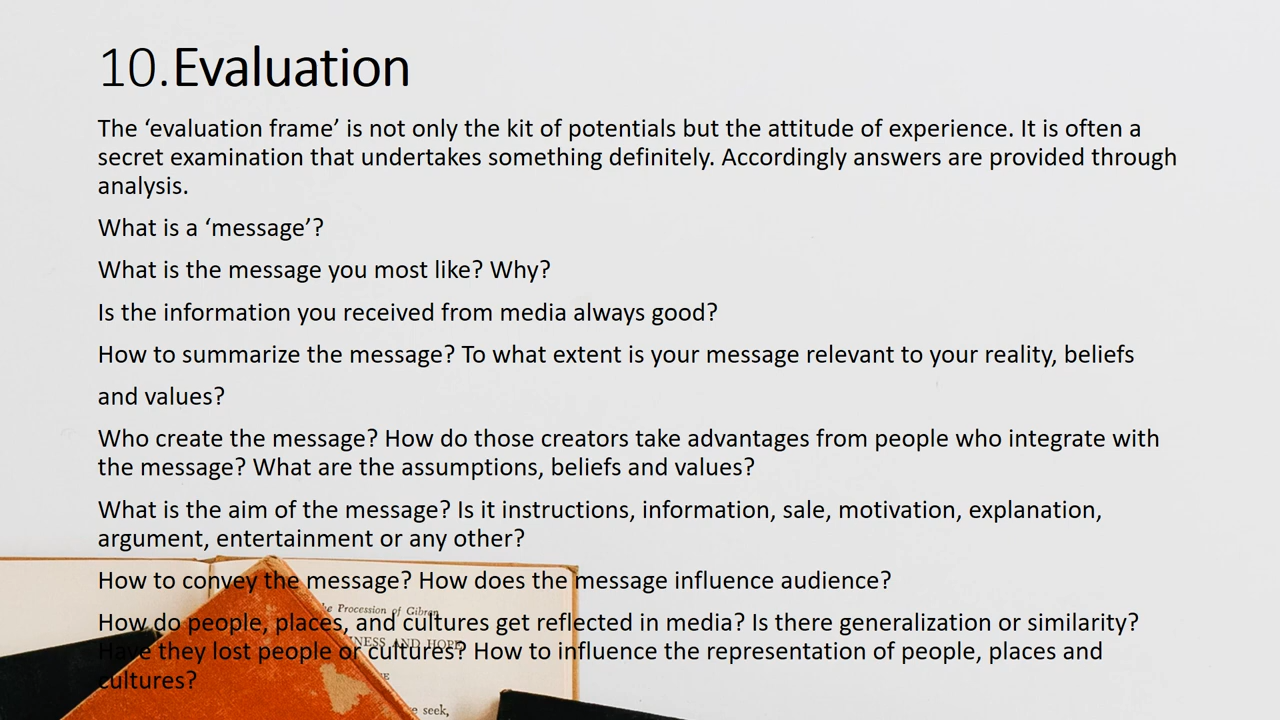 10.Evaluation
The ‘evaluation frame’ is not only the kit of potentials but the attitude of experience. It is often a
secret examination that undertakes something definitely. Accordingly answers are provided through
analysis.
What is a ‘message’?
What is the message you most like? Why?
Is the information you received from media always good?
How to summarize the message? To what extent is your message relevant to your reality, beliefs
and values?
Who create the message? How do those creators take advantages from people who integrate with
the message? What are the assumptions, beliefs and values?
What is the aim of the message? Is it instructions, information, sale, motivation, explanation,
argument, entertainment or any other?
How to convey the message? How does the message influence audience?
How do people, places, and cultures get reflected in media? Is there generalization or similarity?
Have they lost people or cultures? How to influence the representation of people, places and
cultures?
Procession of Gibran
AND HOPE
seek,